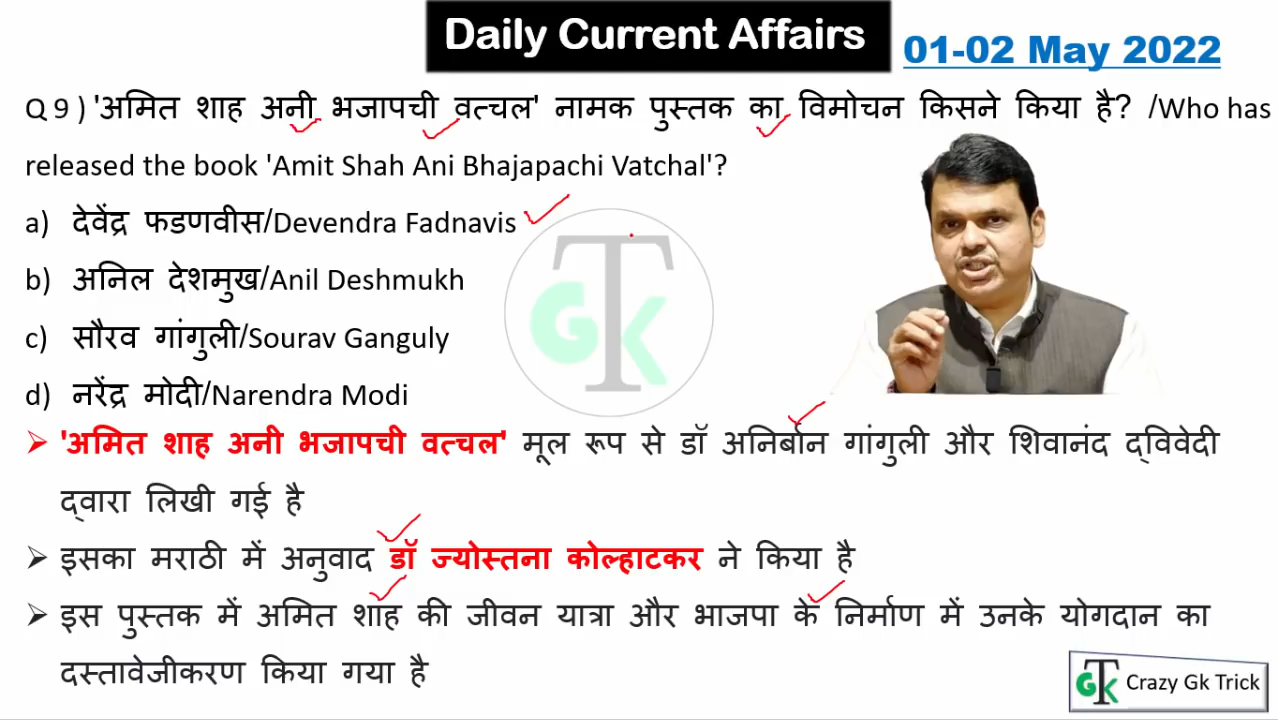 Daily Current Affairs
01-02 May 2022
Q 9 ) 'अमित शाह अनी भजापची वत्चल' नामक पुस्तक का विमोचन किसने किया है? /Who has
released the book 'Amit Shah Ani Bhajapachi Vatchal'?
a) देवेंद्र फडणवीस/Devendra Fadnavis
b) अनिल देशमुख/Anil Deshmukh
c) सौरव गांगुली/Sourav Ganguly
d) नरेंद्र मोदी/Narendra Modi
T
GK
➢ 'अमित शाह अनी भजापची वत्चल' मूल रूप से डॉ अनिर्बान गांगुली और शिवानंद द्विवेदी
द्वारा लिखी गई है
➢ इसका मराठी में अनुवाद डॉ ज्योस्तना कोल्हाटकर ने किया है
➢ इस पुस्तक में अमित शाह की जीवन यात्रा और भाजपा के निर्माण में उनके योगदान का
दस्तावेजीकरण किया गया है
GTK Crazy Gk Trick